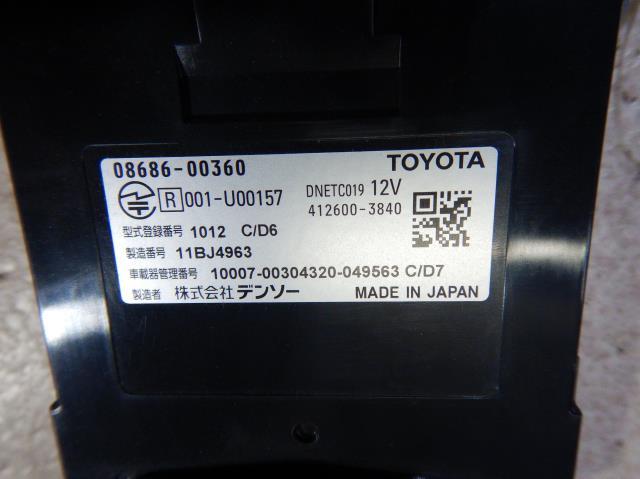 08686-00360 TOYOTA
R 001-U00157 DNETC019 12V
412600-3840
型式登録番号 1012 C/D6
製造番号 11BJ4963
車載器管理番号 10007-00304320-049563 C/D7
製造者 株式会社デンソー MADE IN JAPAN